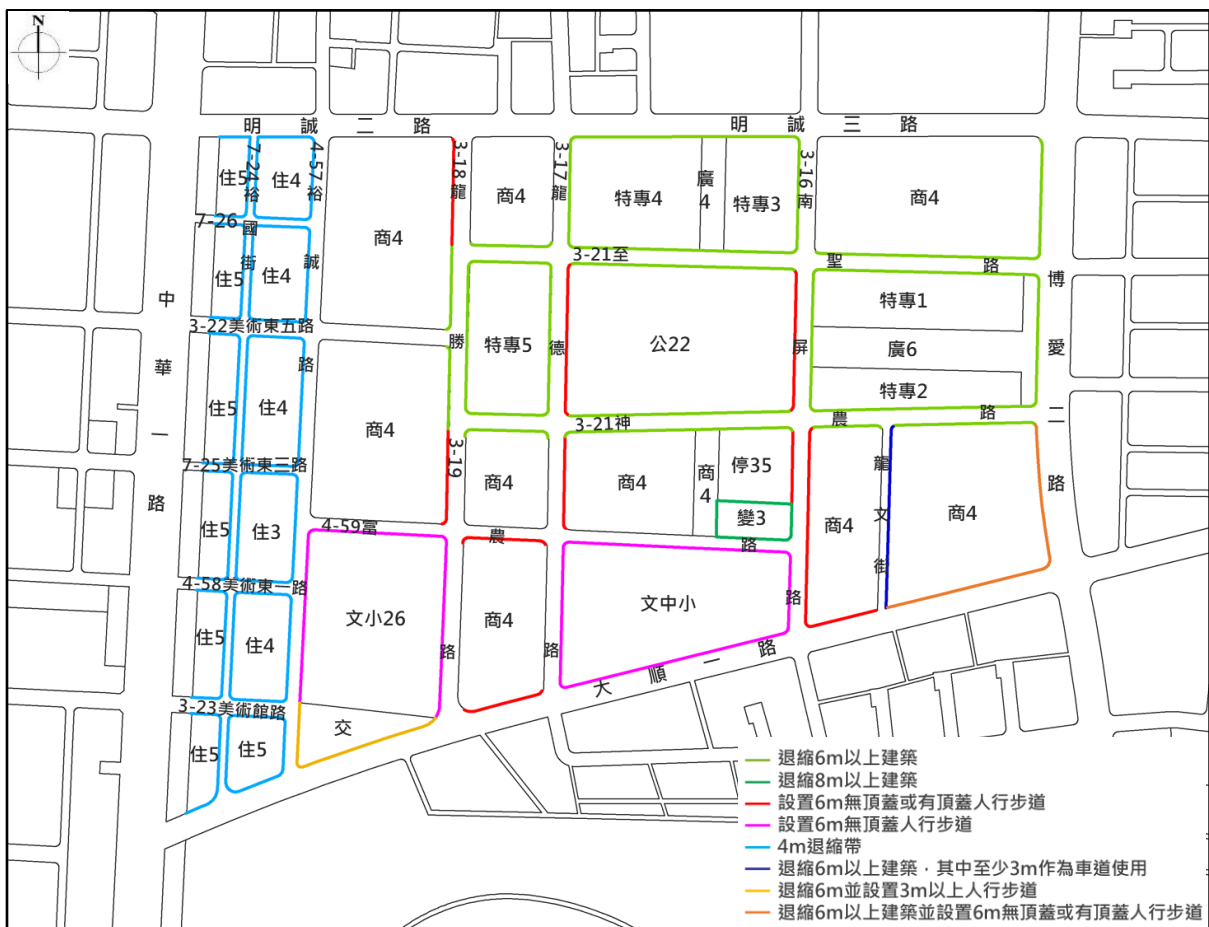 N
明誠二路
明誠三路
4-57裕誠路
7-24裕國街
3-18龍勝路
3-17龍德路
3-16南屏路
住5
住4
商4
商4
特專4
廣4
特專3
商4
7-26
住5
住4
商4
3-21至聖路
博愛二路
中華一路
特專1
3-22美術東五路
特專5
公22
廣6
特專2
住5
住4
商4
3-21神農路
3-19
7-25美術東三路
商4
商4
商4
停35
變3
商4
龍文街
商4
住5
住3
4-59富農路
4-58美術東一路
文小26
商4
文中小
住5
住4
大順一路
3-23美術館路
交
住5
住5
退縮6m以上建築
退縮8m以上建築
設置6m無頂蓋或有頂蓋人行步道
設置6m無頂蓋人行步道
4m退縮帶
退縮6m以上建築，其中至少3m作為車道使用
退縮6m並設置3m以上人行步道
退縮6m以上建築並設置6m無頂蓋或有頂蓋人行步道